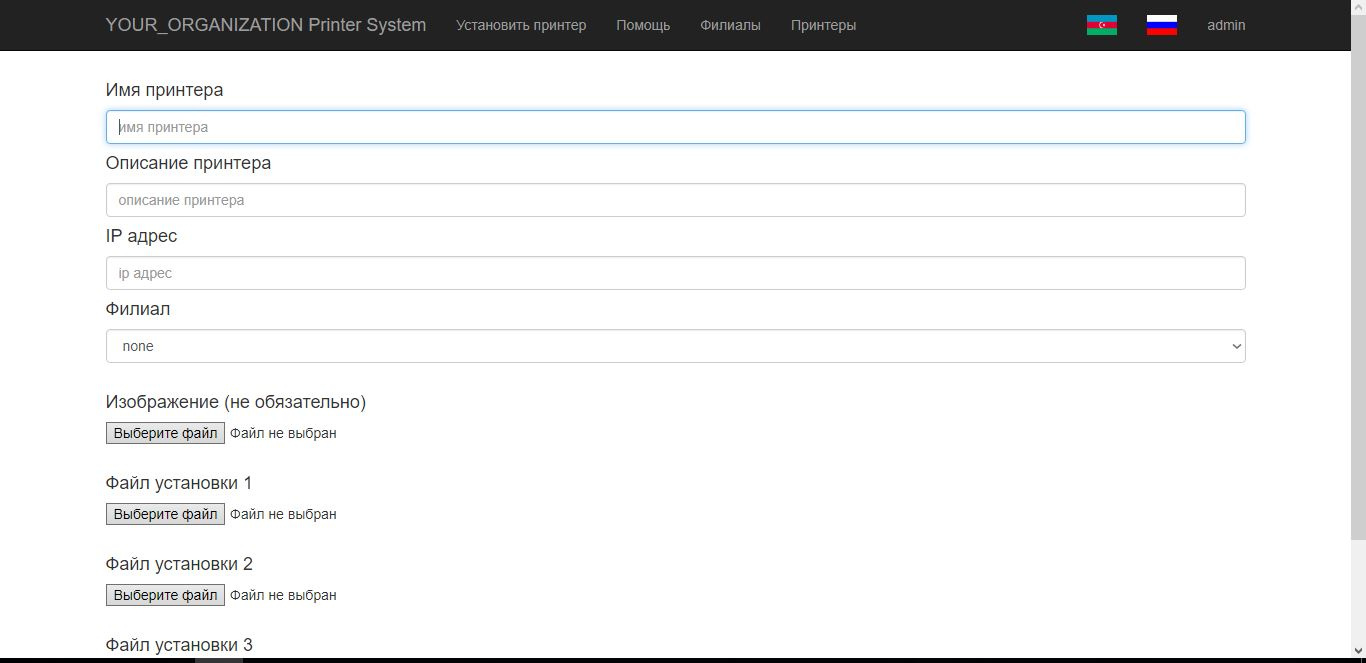 YOUR_ORGANIZATION Printer System Установить принтер Помощь Филиалы Принтеры admin
Имя принтера
имя принтера
Описание принтера
описание принтера
IP адрес
ip адрес
Филиал
none
Изображение (не обязательно)
Выберите файл Файл не выбран
Файл установки 1
Выберите файл Файл не выбран
Файл установки 2
Выберите файл Файл не выбран
Файл установки 3